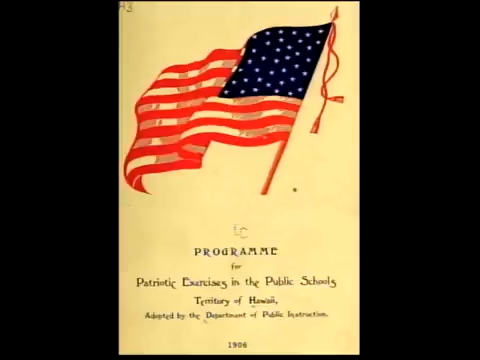 PROGRAMME
for
Patriotic Exercises in the Public Schools
Territory of Hawaii,
Adopted by the Department of Public Instruction.
1906